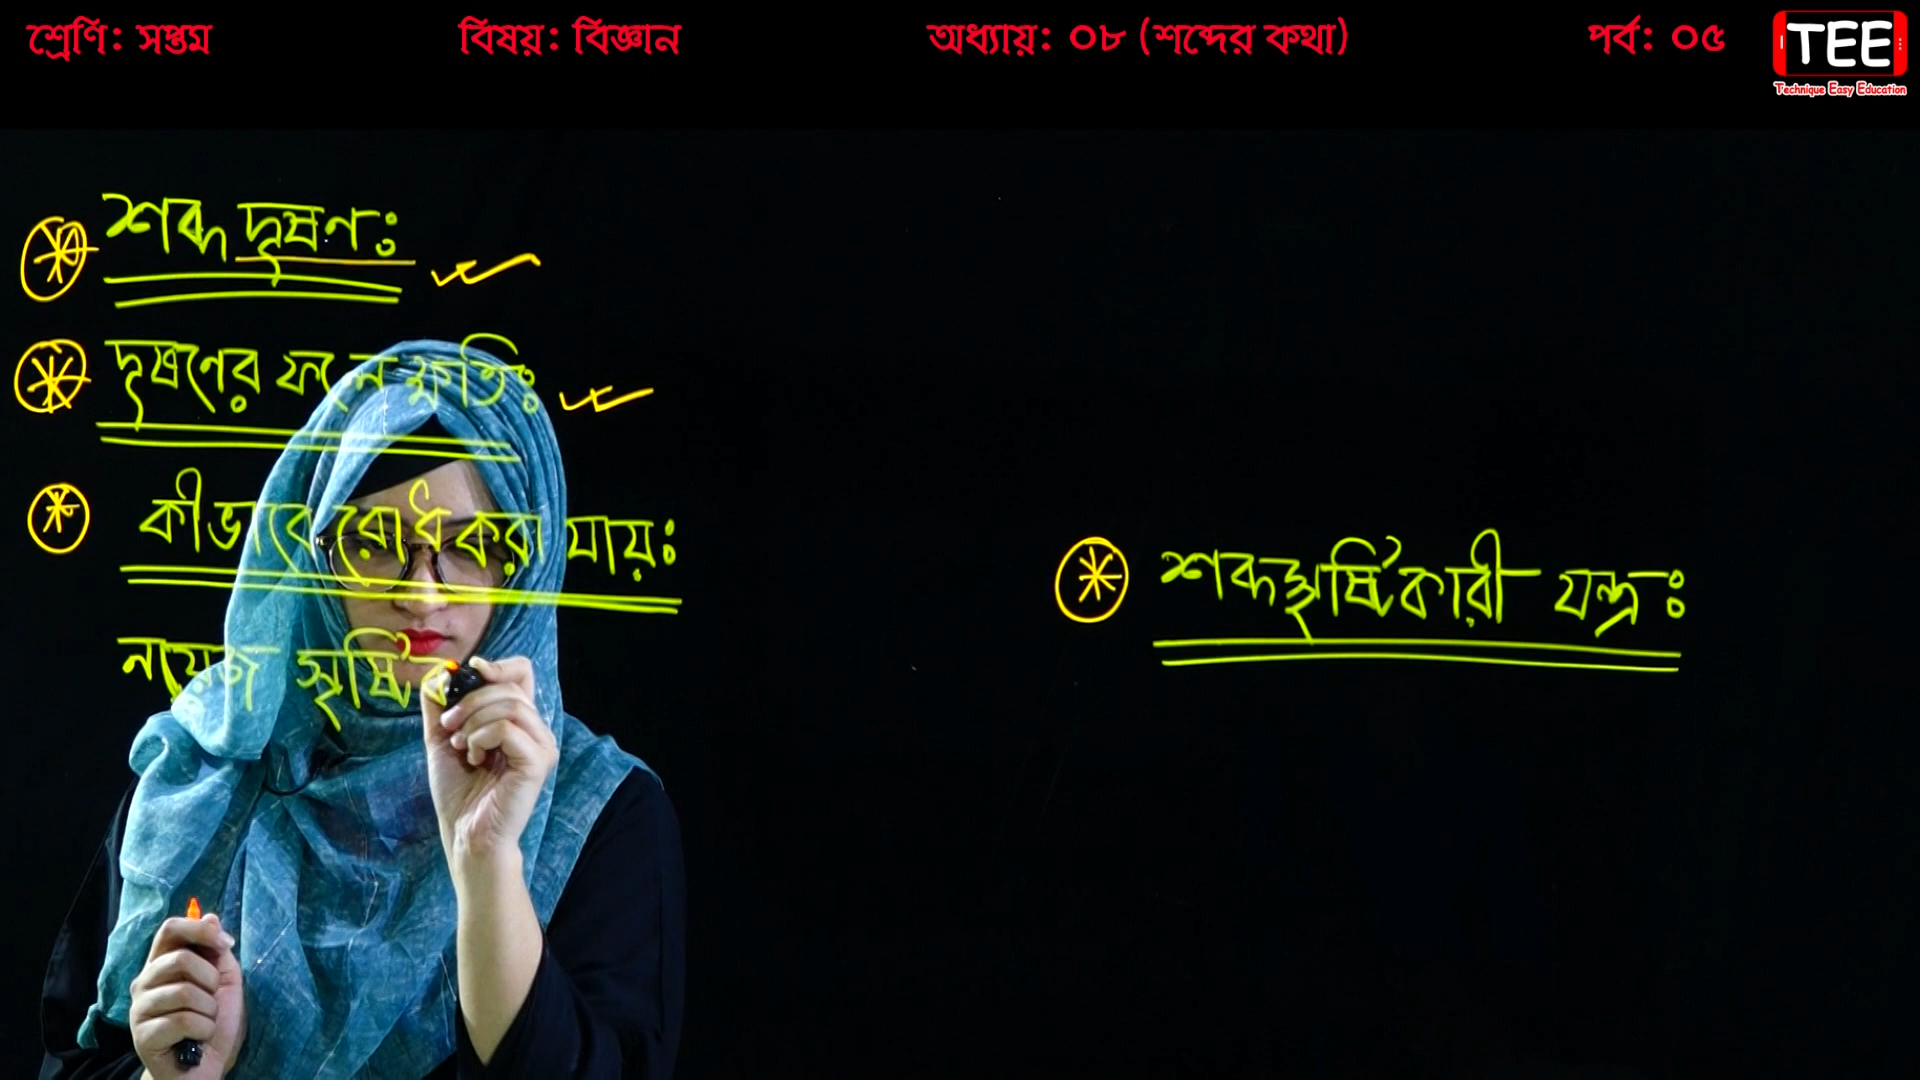 শ্রেণি: সপ্তম
বিষয়: বিজ্ঞান
অধ্যায়: ০৮ (শব্দের কথা)
পর্ব: ০৫
TEE
Technique Easy Education
শব্দ দূষণঃ
দূষণের ফলে ক্ষতিঃ
কীভাবে রোধ করা যায়ঃ
নয়েজ সৃষ্টিক
শব্দসৃষ্টিকারী যন্ত্রঃ